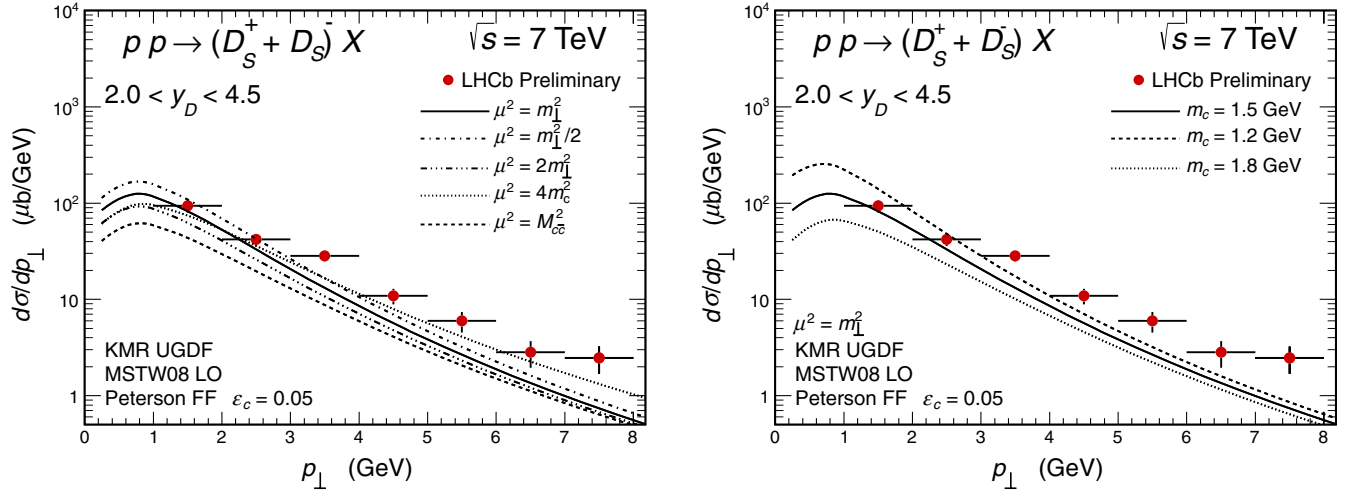 pp → (D_S^+ + D_S^-) X √s = 7 TeV
LHCb Preliminary
2.0 < y_D < 4.5
μ² = m_⊥²
μ² = m_⊥²/2
μ² = 2m_⊥²
μ² = 4m_c²
μ² = M_{cc̄}²
KMR UGDF
MSTW08 LO
Peterson FF ε_c = 0.05
dσ/dp_⊥ (μb/GeV)
10⁴
10³
10²
10
1
0 1 2 3 4 5 6 7 8
p_⊥ (GeV)
pp → (D_S^+ + D_S^-) X √s = 7 TeV
LHCb Preliminary
2.0 < y_D < 4.5
m_c = 1.5 GeV
m_c = 1.2 GeV
m_c = 1.8 GeV
μ² = m_⊥²
KMR UGDF
MSTW08 LO
Peterson FF ε_c = 0.05
dσ/dp_⊥ (μb/GeV)
10⁴
10³
10²
10
1
0 1 2 3 4 5 6 7 8
p_⊥ (GeV)